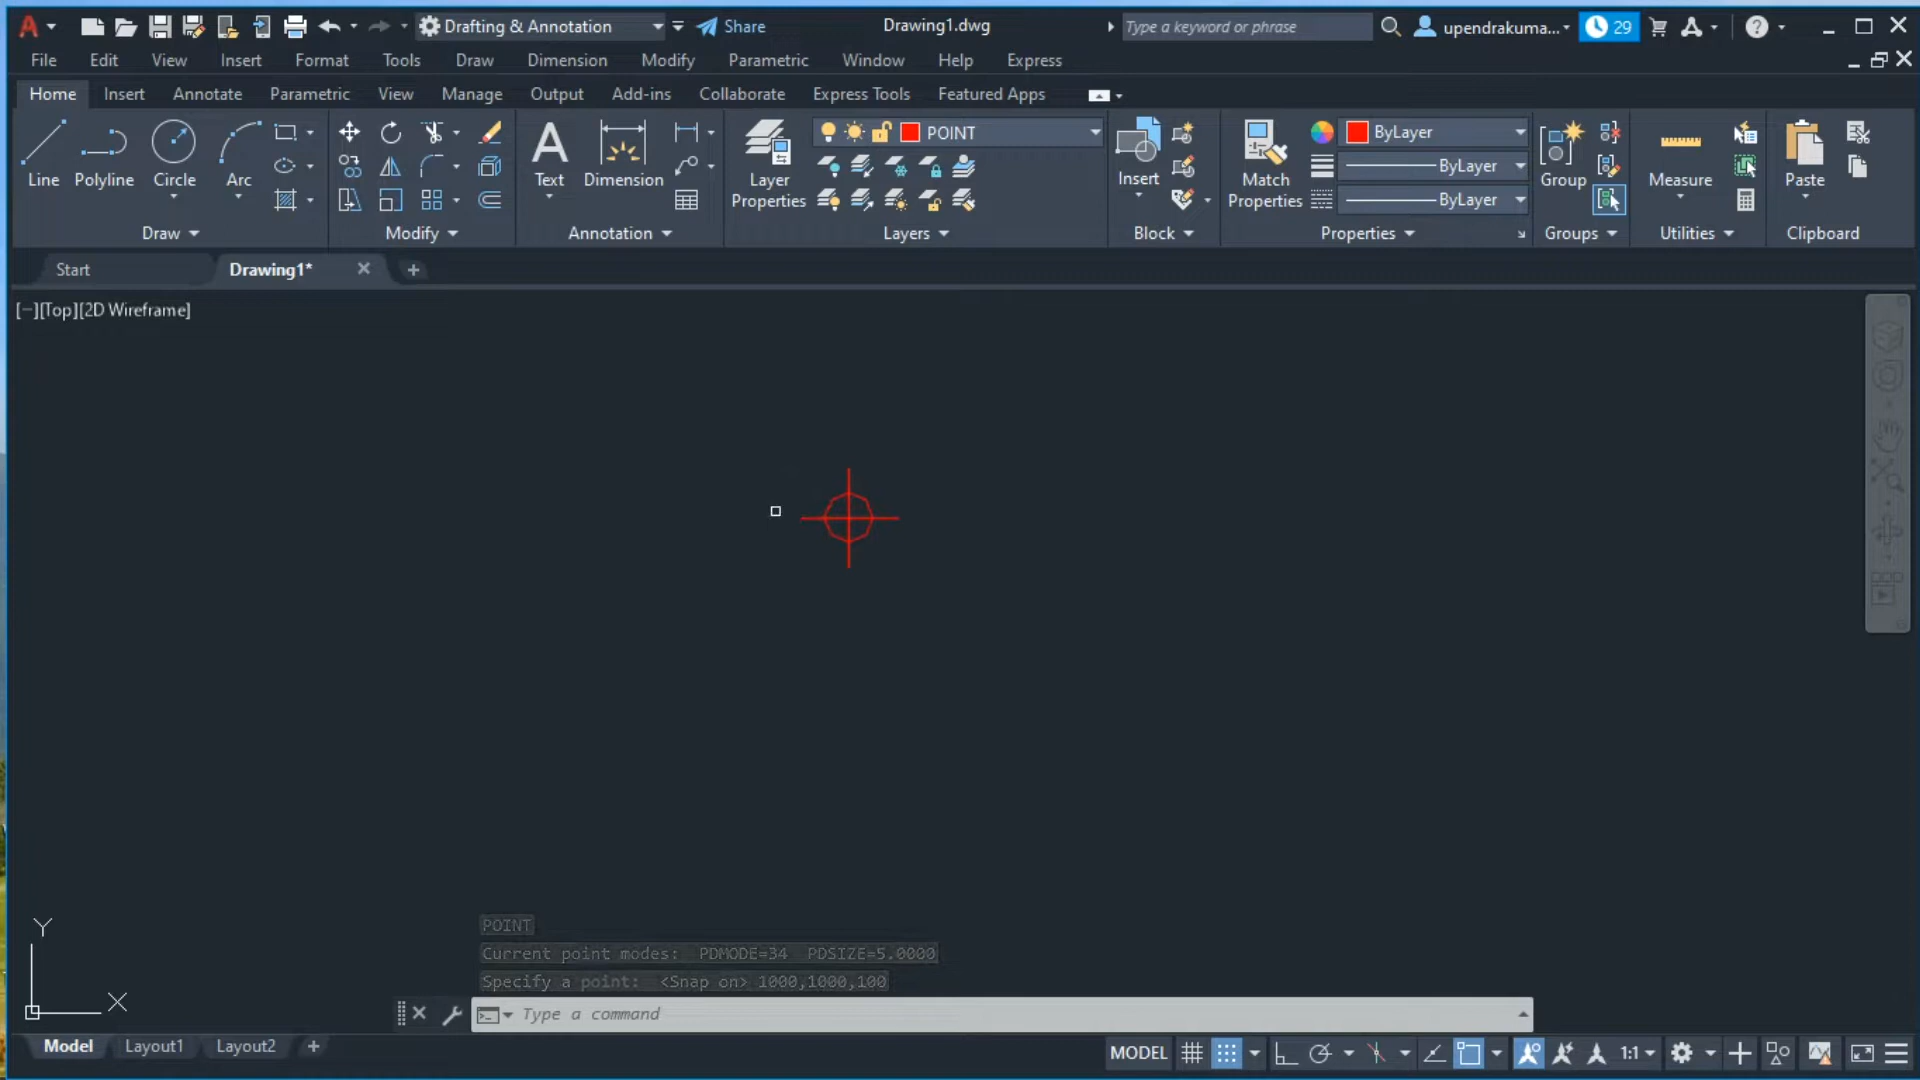 Drafting & Annotation
Share
Drawing1.dwg
Type a keyword or phrase
upendrakuma...
29
File Edit View Insert Format Tools Draw Dimension Modify Parametric Window Help Express
Home Insert Annotate Parametric View Manage Output Add-ins Collaborate Express Tools Featured Apps
POINT
ByLayer
ByLayer
ByLayer
Line Polyline Circle Arc
Text Dimension
Layer Properties
Insert
Match Properties
Group
Measure
Paste
Draw Modify Annotation Layers Block Properties Groups Utilities Clipboard
Start Drawing1*
[−][Top][2D Wireframe]
Y
X
POINT
Current point modes: PDMODE=34 PDSIZE=5.0000
Specify a point: <Snap on> 1000,1000,100
Type a command
Model Layout1 Layout2
MODEL
1:1